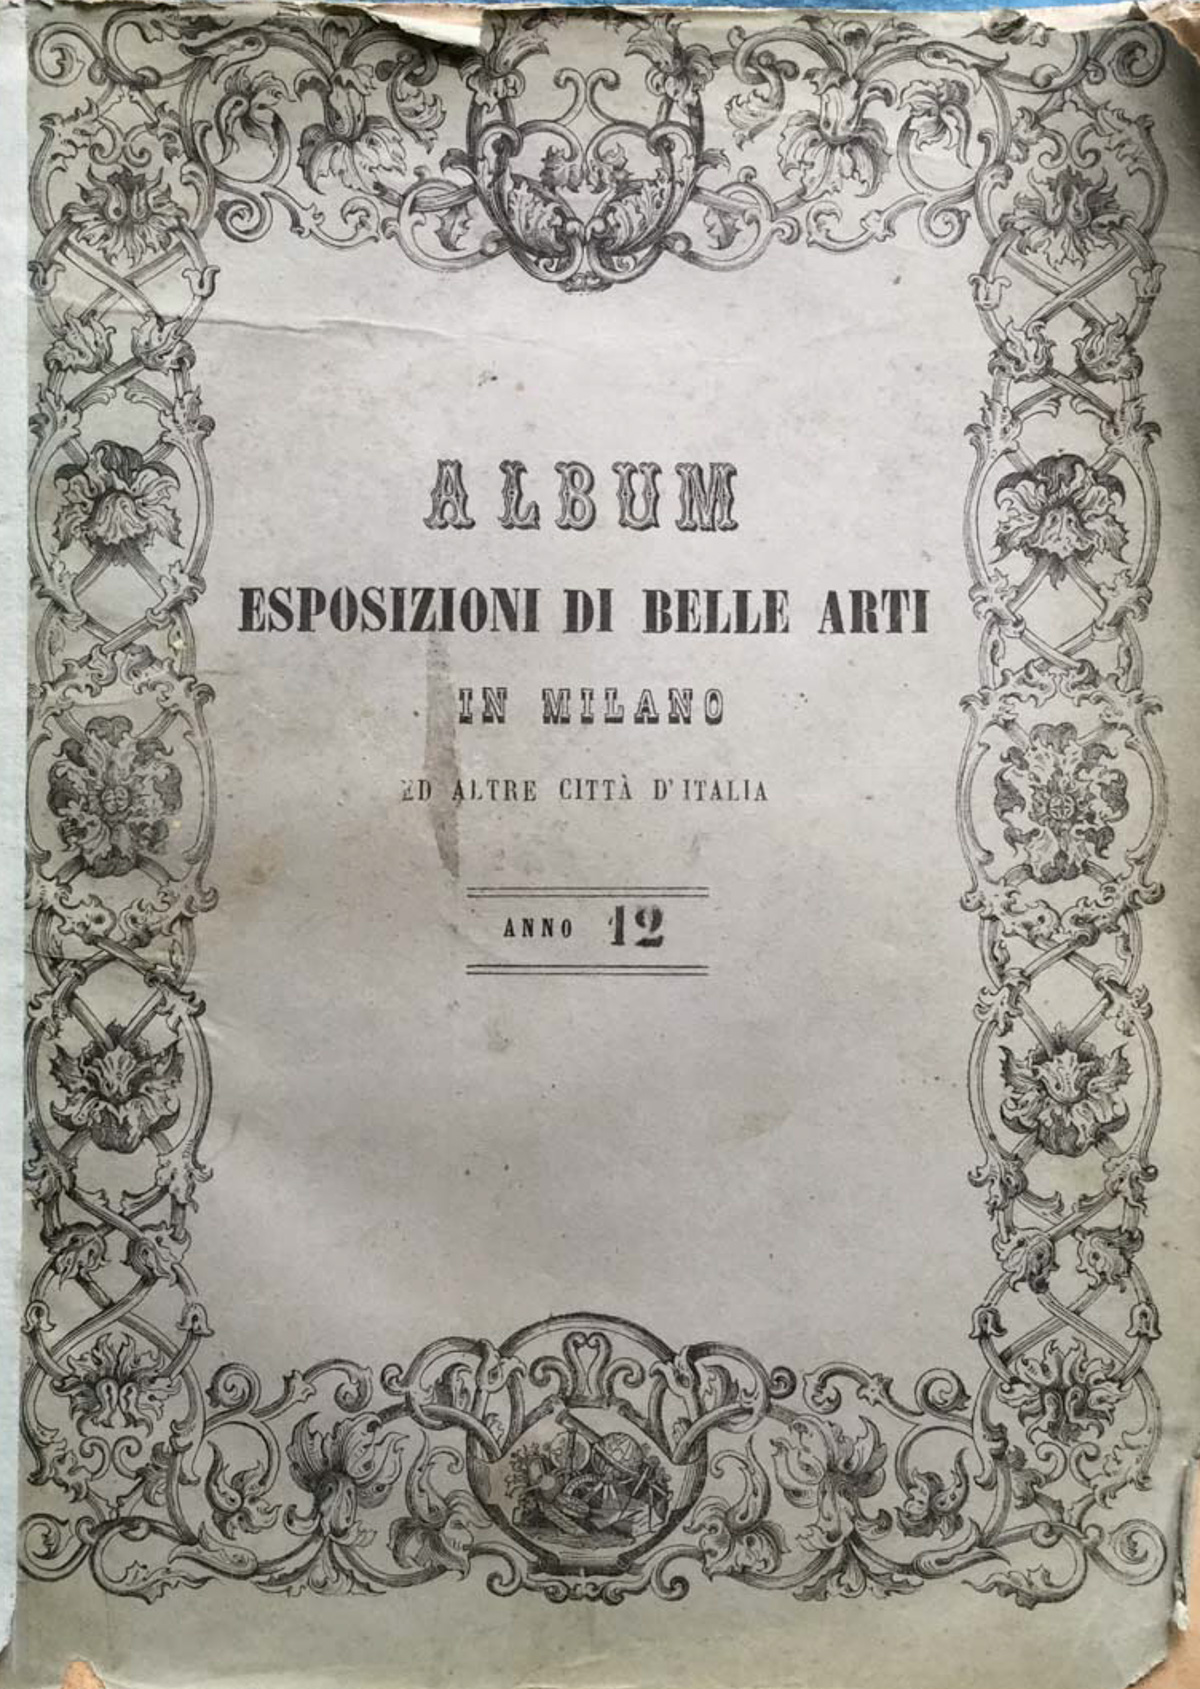 ALBUM
ESPOSIZIONI DI BELLE ARTI
IN MILANO
ED ALTRE CITTÀ D'ITALIA
ANNO 12